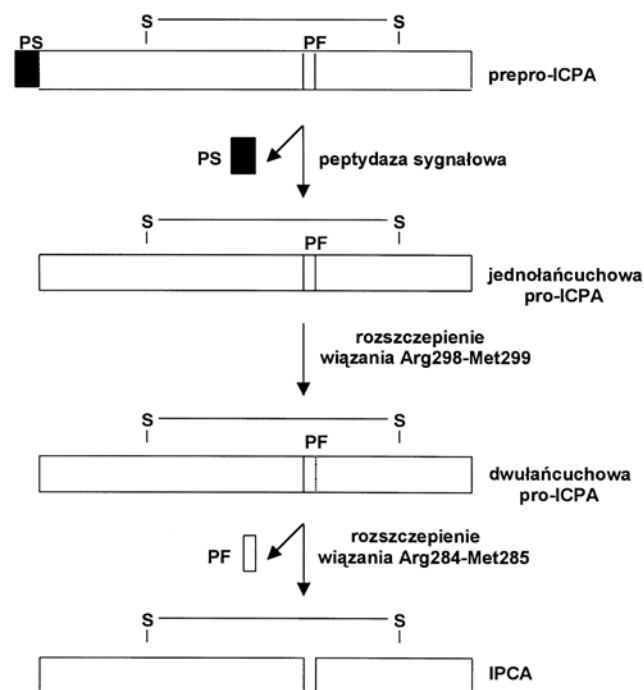 S S
PS PF
prepro-ICPA
PS peptydaza sygnałowa
S S
PF
jednołańcuchowa
pro-ICPA
rozszczepienie
wiązania Arg298-Met299
S S
PF
dwułańcuchowa
pro-ICPA
rozszczepienie
PF wiązania Arg284-Met285
S S
IPCA